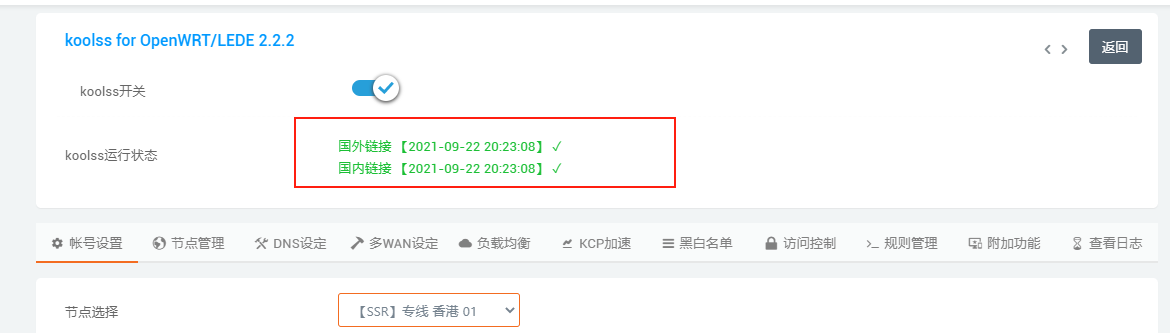 koolss for OpenWRT/LEDE 2.2.2
返回
koolss开关
koolss运行状态
国外链接 【2021-09-22 20:23:08】 ✓
国内链接 【2021-09-22 20:23:08】 ✓
帐号设置 节点管理 DNS设定 多WAN设定 负载均衡 KCP加速 黑白名单 访问控制 规则管理 附加功能 查看日志
节点选择
【SSR】专线 香港 01